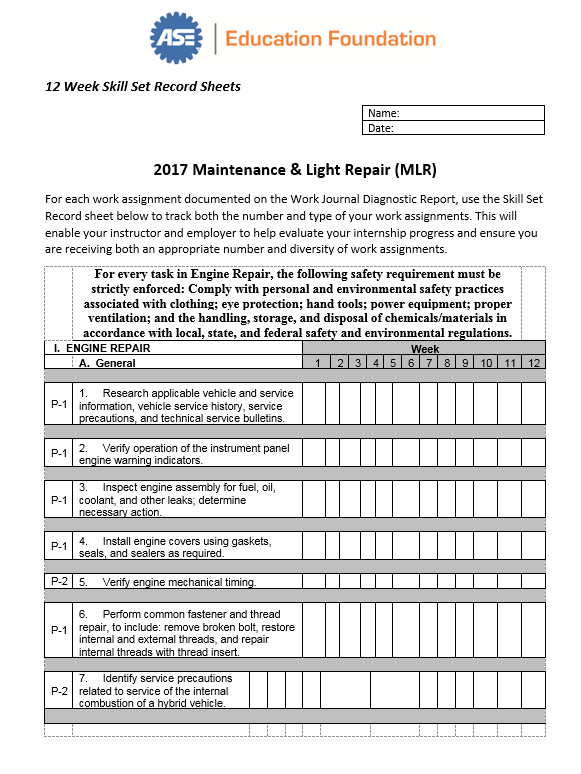 ASE Education Foundation
12 Week Skill Set Record Sheets
Name:
Date:
2017 Maintenance & Light Repair (MLR)
For each work assignment documented on the Work Journal Diagnostic Report, use the Skill Set
Record sheet below to track both the number and type of your work assignments. This will
enable your instructor and employer to help evaluate your internship progress and ensure you
are receiving both an appropriate number and diversity of work assignments.
For every task in Engine Repair, the following safety requirement must be
strictly enforced: Comply with personal and environmental safety practices
associated with clothing; eye protection; hand tools; power equipment; proper
ventilation; and the handling, storage, and disposal of chemicals/materials in
accordance with local, state, and federal safety and environmental regulations.
I. ENGINE REPAIR Week
A. General 1 2 3 4 5 6 7 8 9 10 11 12
P-1 1. Research applicable vehicle and service
information, vehicle service history, service
precautions, and technical service bulletins.
P-1 2. Verify operation of the instrument panel
engine warning indicators.
P-1 3. Inspect engine assembly for fuel, oil,
coolant, and other leaks; determine
necessary action.
P-1 4. Install engine covers using gaskets,
seals, and sealers as required.
P-2 5. Verify engine mechanical timing.
P-1 6. Perform common fastener and thread
repair, to include: remove broken bolt, restore
internal and external threads, and repair
internal threads with thread insert.
P-2 7. Identify service precautions
related to service of the internal
combustion of a hybrid vehicle.